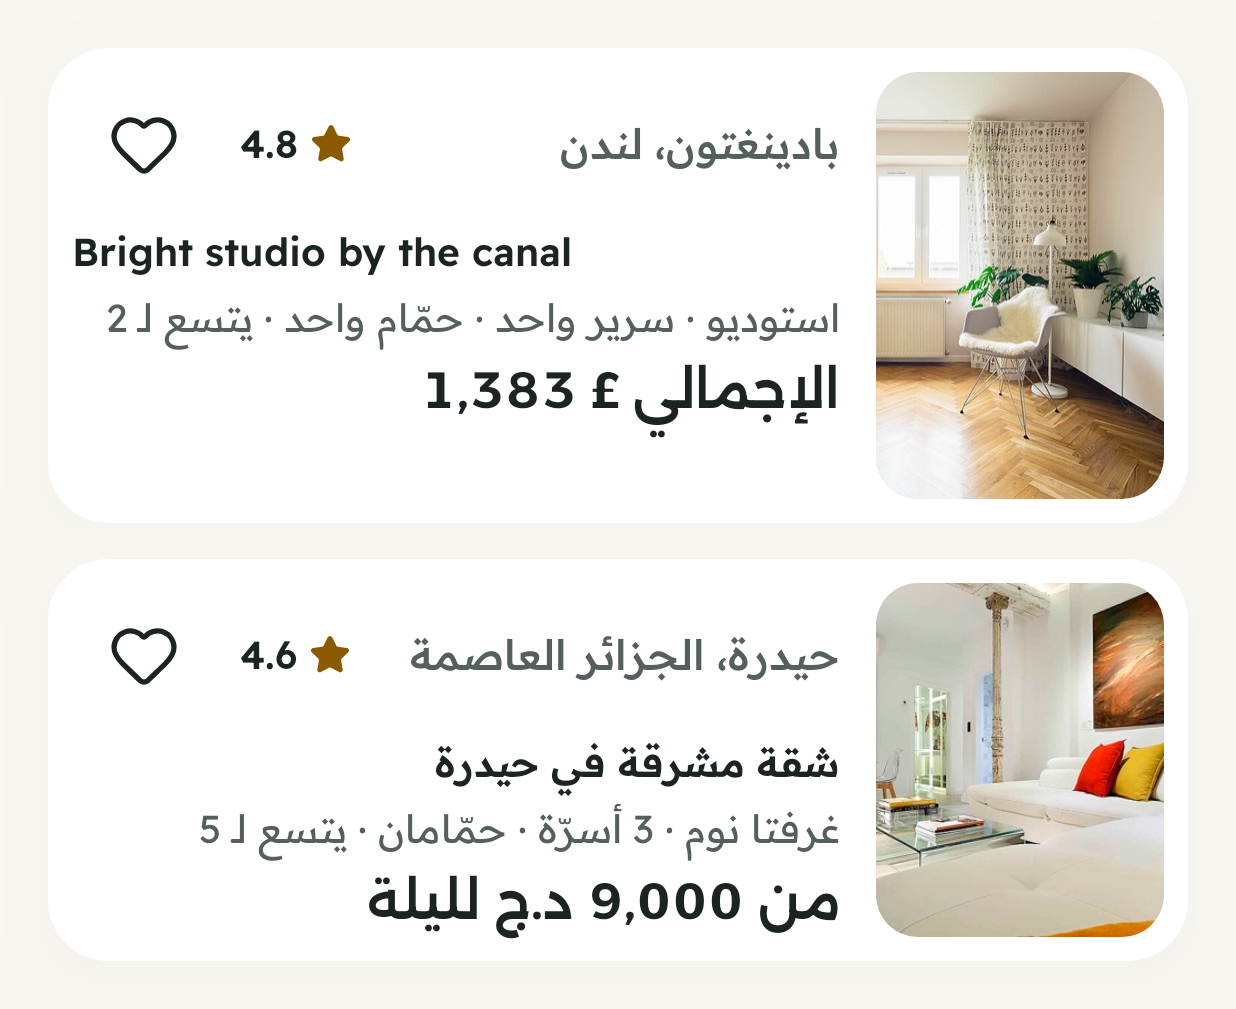 بادينغتون، لندن ★ 4.8
Bright studio by the canal
استوديو · سرير واحد · حمّام واحد · يتسع لـ 2
الإجمالي £ 1,383
حيدرة، الجزائر العاصمة ★ 4.6
شقة مشرقة في حيدرة
غرفتا نوم · 3 أسرّة · حمّامان · يتسع لـ 5
من 9,000 د.ج لليلة